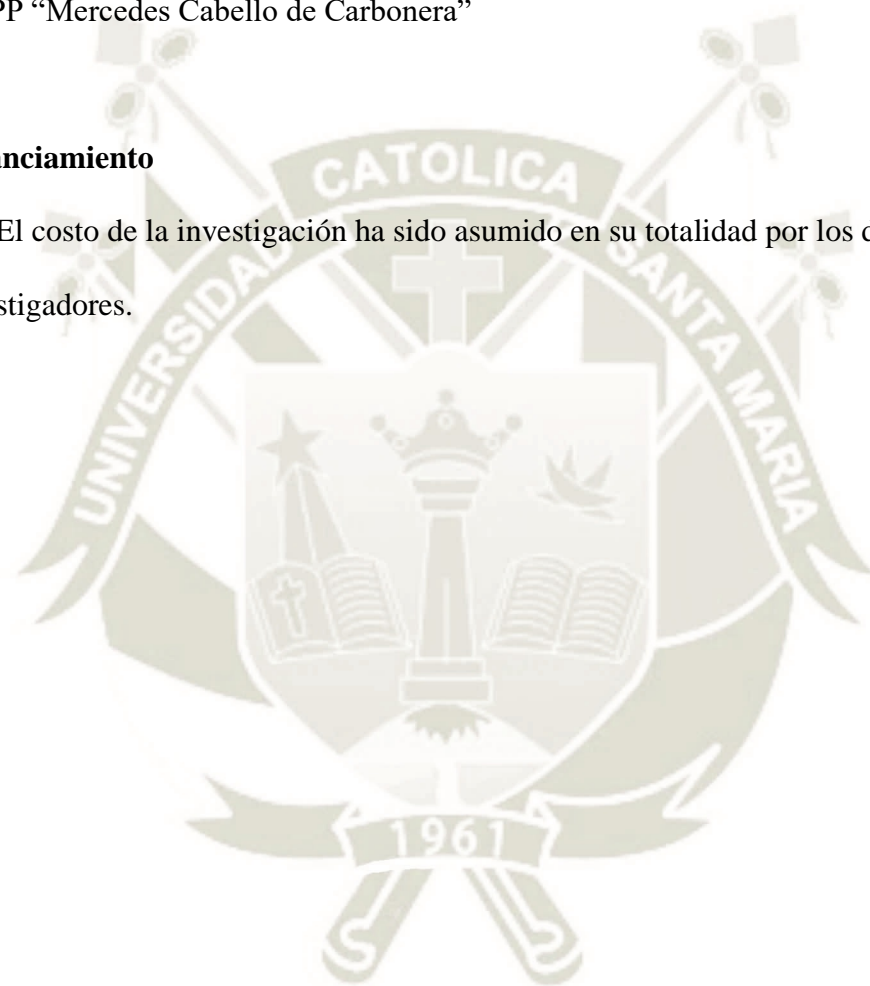 PP “Mercedes Cabello de Carbonera”
anciamiento
El costo de la investigación ha sido asumido en su totalidad por los
stigadores.
UNIVERSIDAD CATOLICA SANTA MARIA
1961